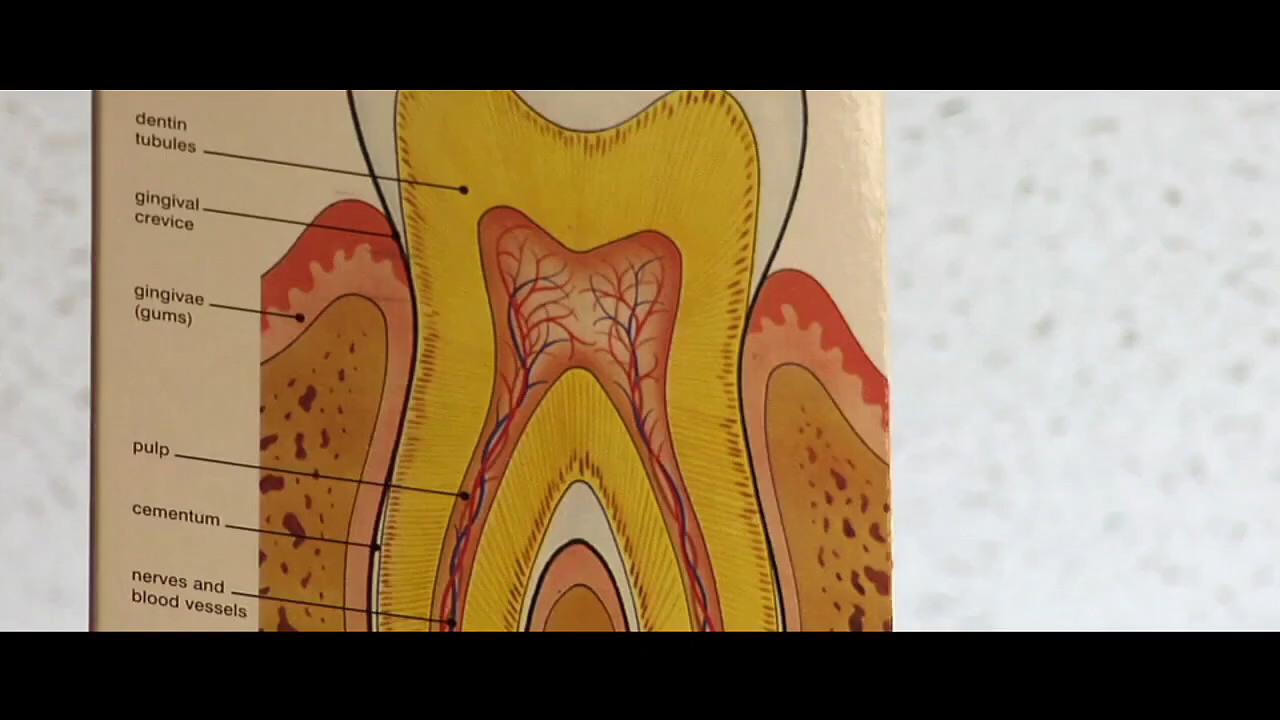 dentin
tubules
gingival
crevice
gingivae
(gums)
pulp
cementum
nerves and
blood vessels